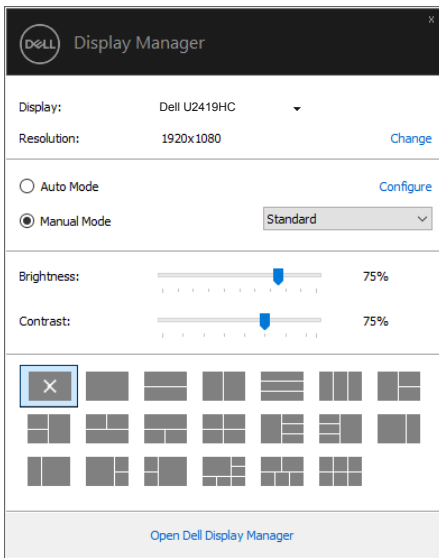 x
DELL Display Manager
Display: Dell U2419HC
Resolution: 1920x1080 Change
Auto Mode Configure
Manual Mode Standard
Brightness: 75%
Contrast: 75%
Open Dell Display Manager